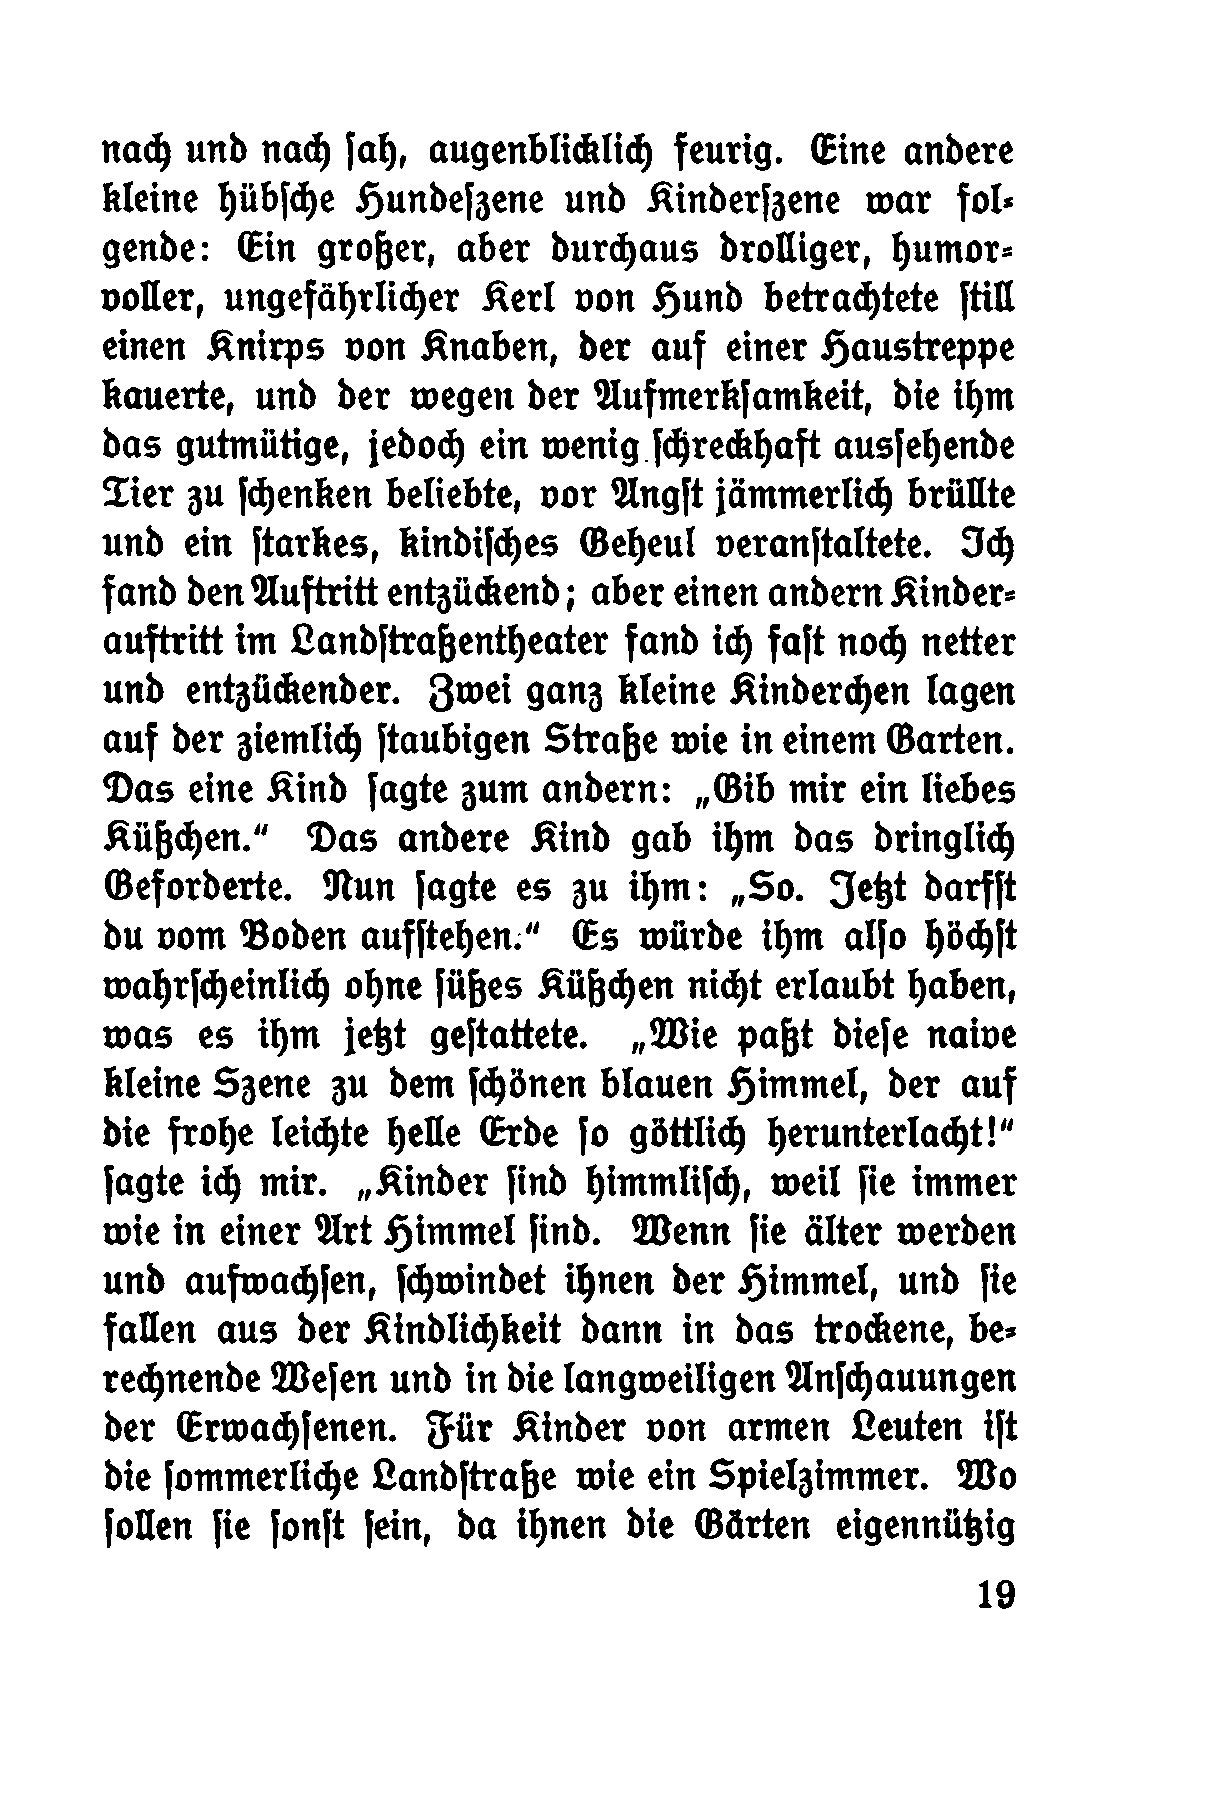 nach und nach ſah, augenblicklich feurig. Eine andere
kleine hübſche Hundeſzene und Kinderſzene war fol-
gende: Ein großer, aber durchaus drolliger, humor-
voller, ungefährlicher Kerl von Hund betrachtete ſtill
einen Knirps von Knaben, der auf einer Haustreppe
kauerte, und der wegen der Aufmerkſamkeit, die ihm
das gutmütige, jedoch ein wenig ſchreckhaft ausſehende
Tier zu ſchenken beliebte, vor Angſt jämmerlich brüllte
und ein ſtarkes, kindiſches Geheul veranſtaltete. Ich
fand den Auftritt entzückend; aber einen andern Kinder-
auftritt im Landſtraßentheater fand ich faſt noch netter
und entzückender. Zwei ganz kleine Kinderchen lagen
auf der ziemlich ſtaubigen Straße wie in einem Garten.
Das eine Kind ſagte zum andern: „Gib mir ein liebes
Küßchen.“ Das andere Kind gab ihm das dringlich
Geforderte. Nun ſagte es zu ihm: „So. Jetzt darfſt
du vom Boden aufſtehen.“ Es würde ihm alſo höchſt
wahrſcheinlich ohne ſüßes Küßchen nicht erlaubt haben,
was es ihm jetzt geſtattete. „Wie paßt dieſe naive
kleine Szene zu dem ſchönen blauen Himmel, der auf
die frohe leichte helle Erde ſo göttlich herunterlacht!“
ſagte ich mir. „Kinder ſind himmliſch, weil ſie immer
wie in einer Art Himmel ſind. Wenn ſie älter werden
und aufwachſen, ſchwindet ihnen der Himmel, und ſie
fallen aus der Kindlichkeit dann in das trockene, be-
rechnende Weſen und in die langweiligen Anſchauungen
der Erwachſenen. Für Kinder von armen Leuten iſt
die ſommerliche Landſtraße wie ein Spielzimmer. Wo
ſollen ſie ſonſt ſein, da ihnen die Gärten eigennützig
19